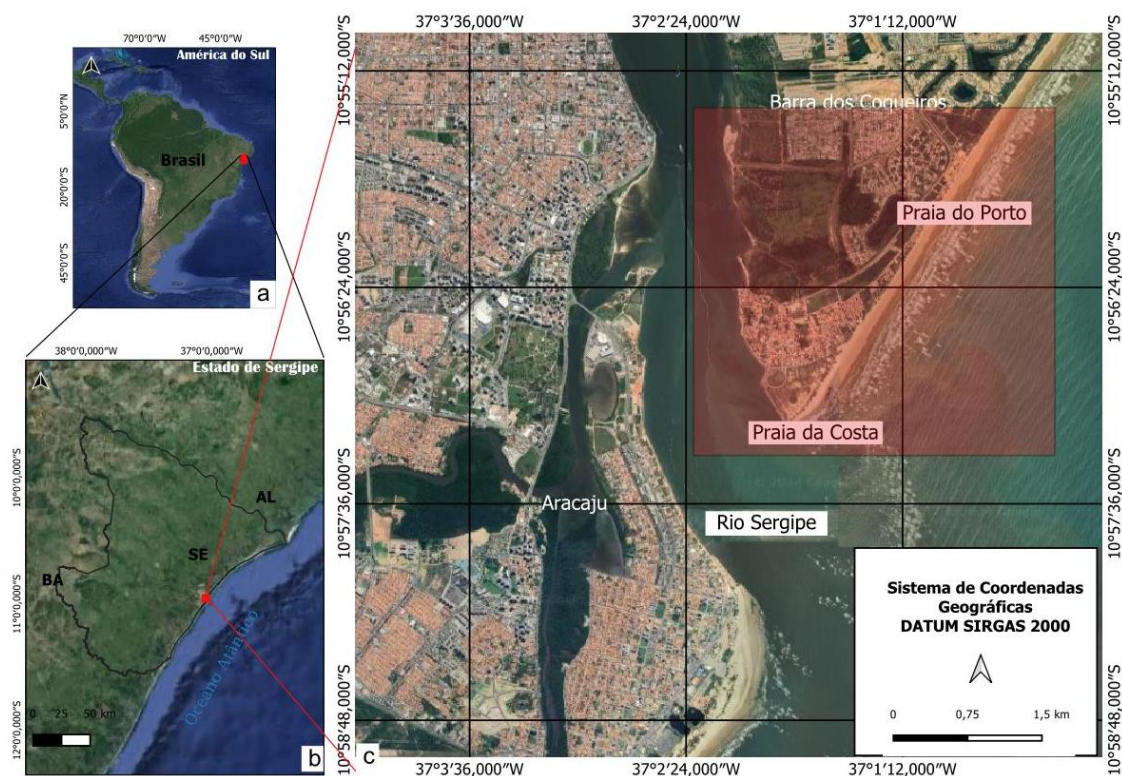 70°0'0"W 45°0'0"W
América do Sul
5°0'0"N
20°0'0"S
45°0'0"S
Brasil
a
38°0'0,000"W 37°0'0,000"W
Estado de Sergipe
10°0'0,000"S
11°0'0,000"S
12°0'0,000"S
AL
SE
BA
Oceano Atlântico
0 25 50 km
b
37°3'36,000"W 37°2'24,000"W 37°1'12,000"W
10°55'12,000"S 10°55'12,000"S
10°56'24,000"S 10°56'24,000"S
10°57'36,000"S 10°57'36,000"S
10°58'48,000"S 10°58'48,000"S
Barra dos Coqueiros
Praia do Porto
Praia da Costa
Aracaju
Rio Sergipe
Sistema de Coordenadas
Geográficas
DATUM SIRGAS 2000
0 0,75 1,5 km
c
37°3'36,000"W 37°2'24,000"W 37°1'12,000"W